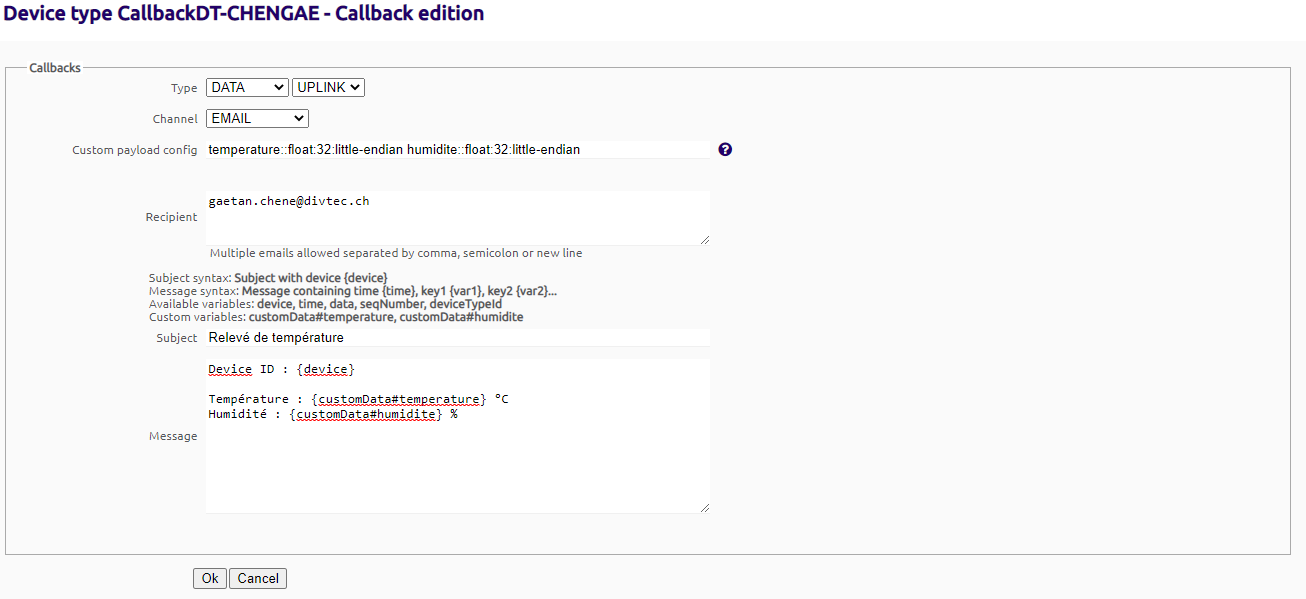 Device type CallbackDT-CHENGAE - Callback edition
Callbacks
Type DATA UPLINK
Channel EMAIL
Custom payload config temperature::float:32:little-endian humidite::float:32:little-endian ?
Recipient gaetan.chene@divtec.ch
Multiple emails allowed separated by comma, semicolon or new line
Subject syntax: Subject with device {device}
Message syntax: Message containing time {time}, key1 {var1}, key2 {var2}...
Available variables: device, time, data, seqNumber, deviceTypeId
Custom variables: customData#temperature, customData#humidite
Subject Relevé de température
Message
Device ID : {device}
Température : {customData#temperature} °C
Humidité : {customData#humidite} %
Ok Cancel